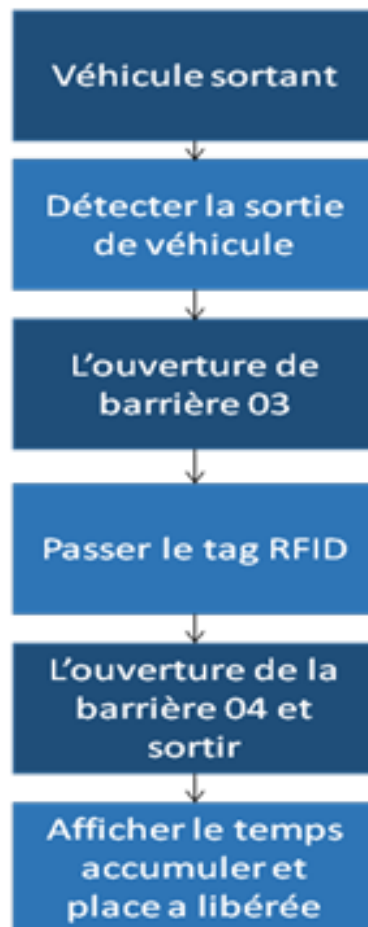 Véhicule sortant
Détecter la sortie
de véhicule
L’ouverture de
barrière 03
Passer le tag RFID
L’ouverture de la
barrière 04 et
sortir
Afficher le temps
accumuler et
place a libérée